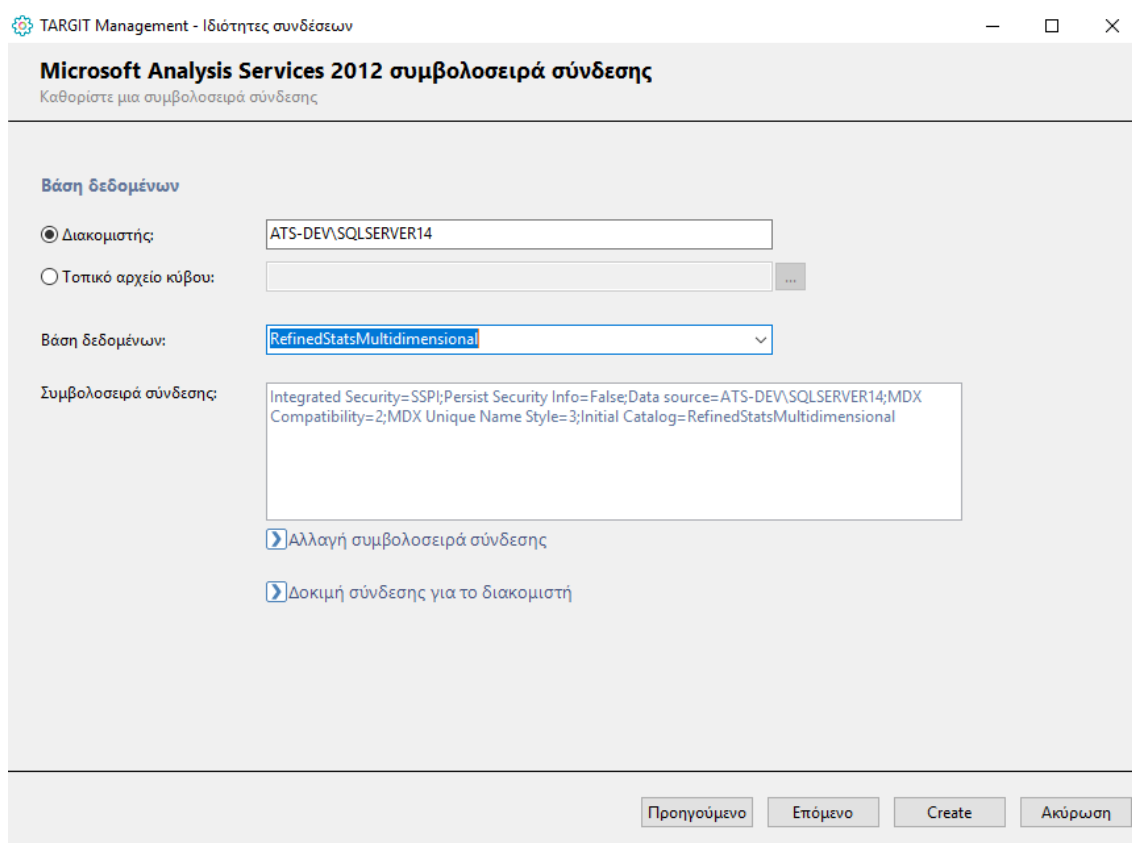 TARGIT Management - Ιδιότητες συνδέσεων
Microsoft Analysis Services 2012 συμβολοσειρά σύνδεσης
Καθορίστε μια συμβολοσειρά σύνδεσης
Βάση δεδομένων
Διακομιστής: ATS-DEV\SQLSERVER14
Τοπικό αρχείο κύβου: ...
Βάση δεδομένων: RefinedStatsMultidimensional
Συμβολοσειρά σύνδεσης: Integrated Security=SSPI;Persist Security Info=False;Data source=ATS-DEV\SQLSERVER14;MDX
Compatibility=2;MDX Unique Name Style=3;Initial Catalog=RefinedStatsMultidimensional
Αλλαγή συμβολοσειρά σύνδεσης
Δοκιμή σύνδεσης για το διακομιστή
Προηγούμενο Επόμενο Create Ακύρωση